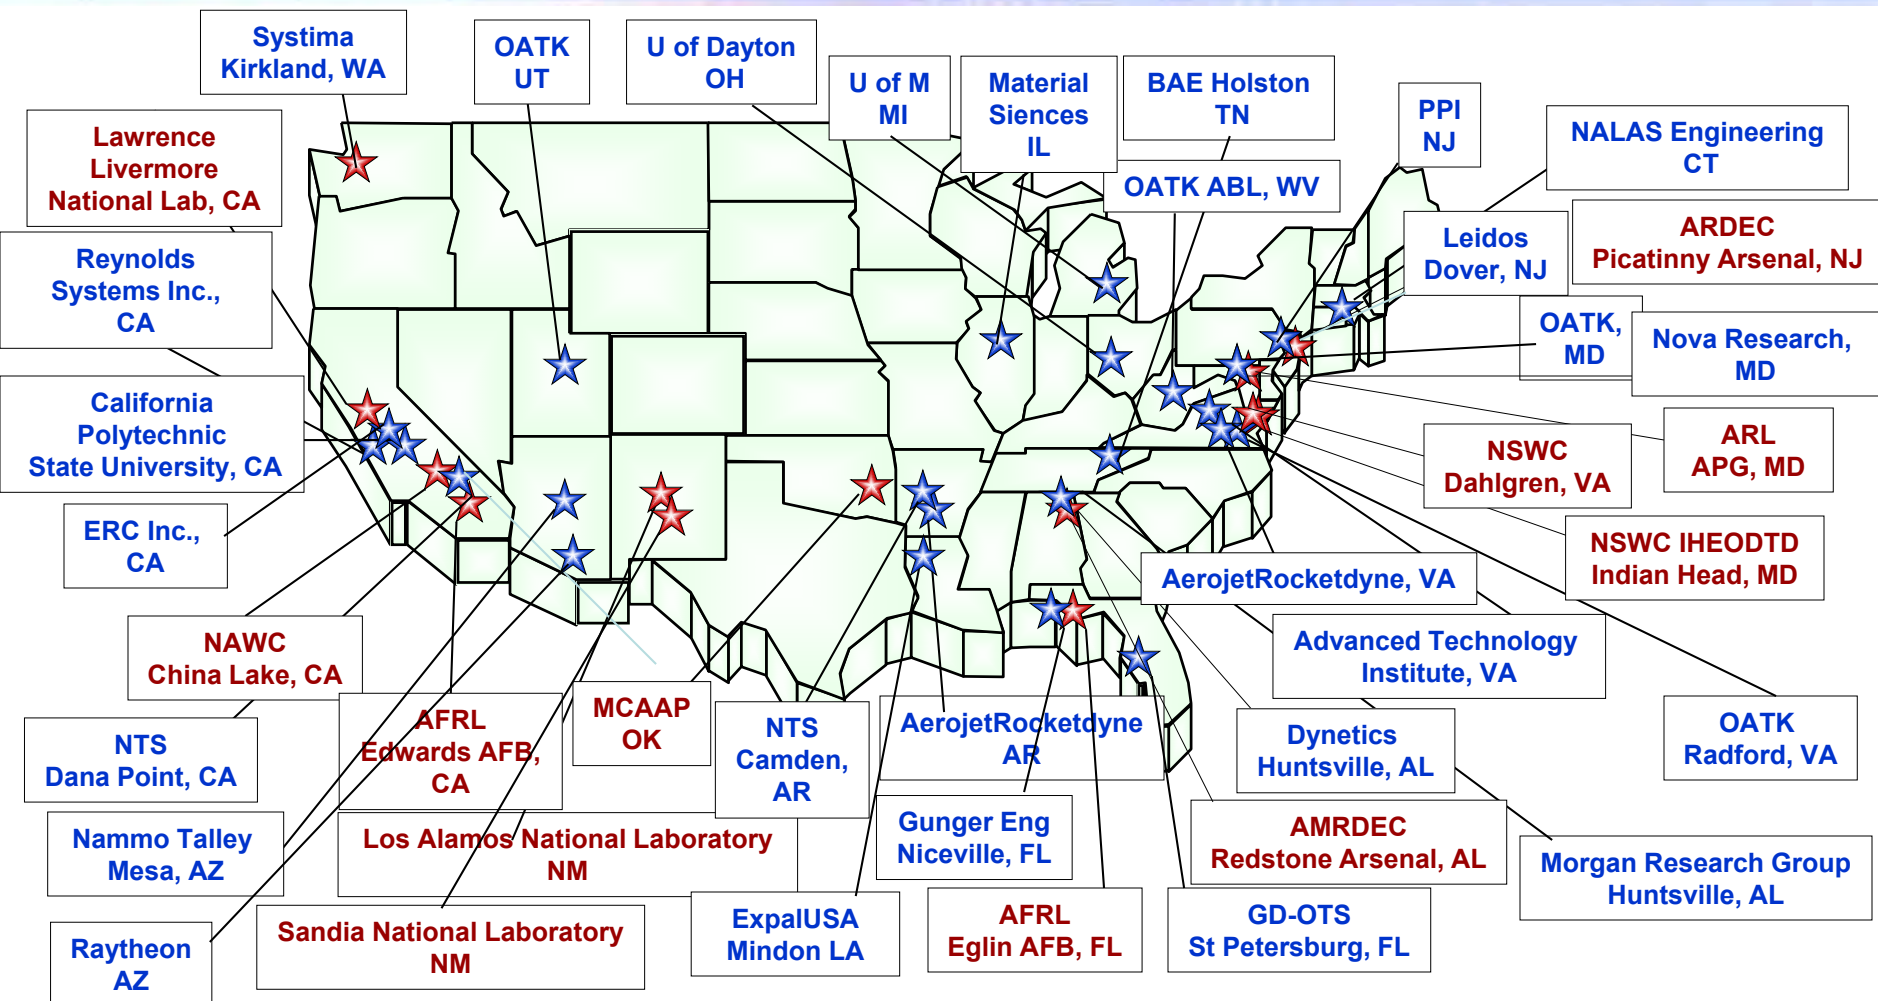 Systima
Kirkland, WA
OATK
UT
U of Dayton
OH
U of M
MI
Material
Siences
IL
BAE Holston
TN
PPI
NJ
NALAS Engineering
CT
Lawrence
Livermore
National Lab, CA
OATK ABL, WV
Leidos
Dover, NJ
ARDEC
Picatinny Arsenal, NJ
Reynolds
Systems Inc.,
CA
OATK,
MD
Nova Research,
MD
California
Polytechnic
State University, CA
ARL
APG, MD
NSWC
Dahlgren, VA
ERC Inc.,
CA
NSWC IHEODTD
Indian Head, MD
AerojetRocketdyne, VA
NAWC
China Lake, CA
Advanced Technology
Institute, VA
AFRL
Edwards AFB,
CA
MCAAP
OK
NTS
Camden,
AR
AerojetRocketdyne
AR
Dynetics
Huntsville, AL
OATK
Radford, VA
NTS
Dana Point, CA
Nammo Talley
Mesa, AZ
Los Alamos National Laboratory
NM
Gunger Eng
Niceville, FL
AMRDEC
Redstone Arsenal, AL
Morgan Research Group
Huntsville, AL
Raytheon
AZ
Sandia National Laboratory
NM
ExpalUSA
Mindon LA
AFRL
Eglin AFB, FL
GD-OTS
St Petersburg, FL